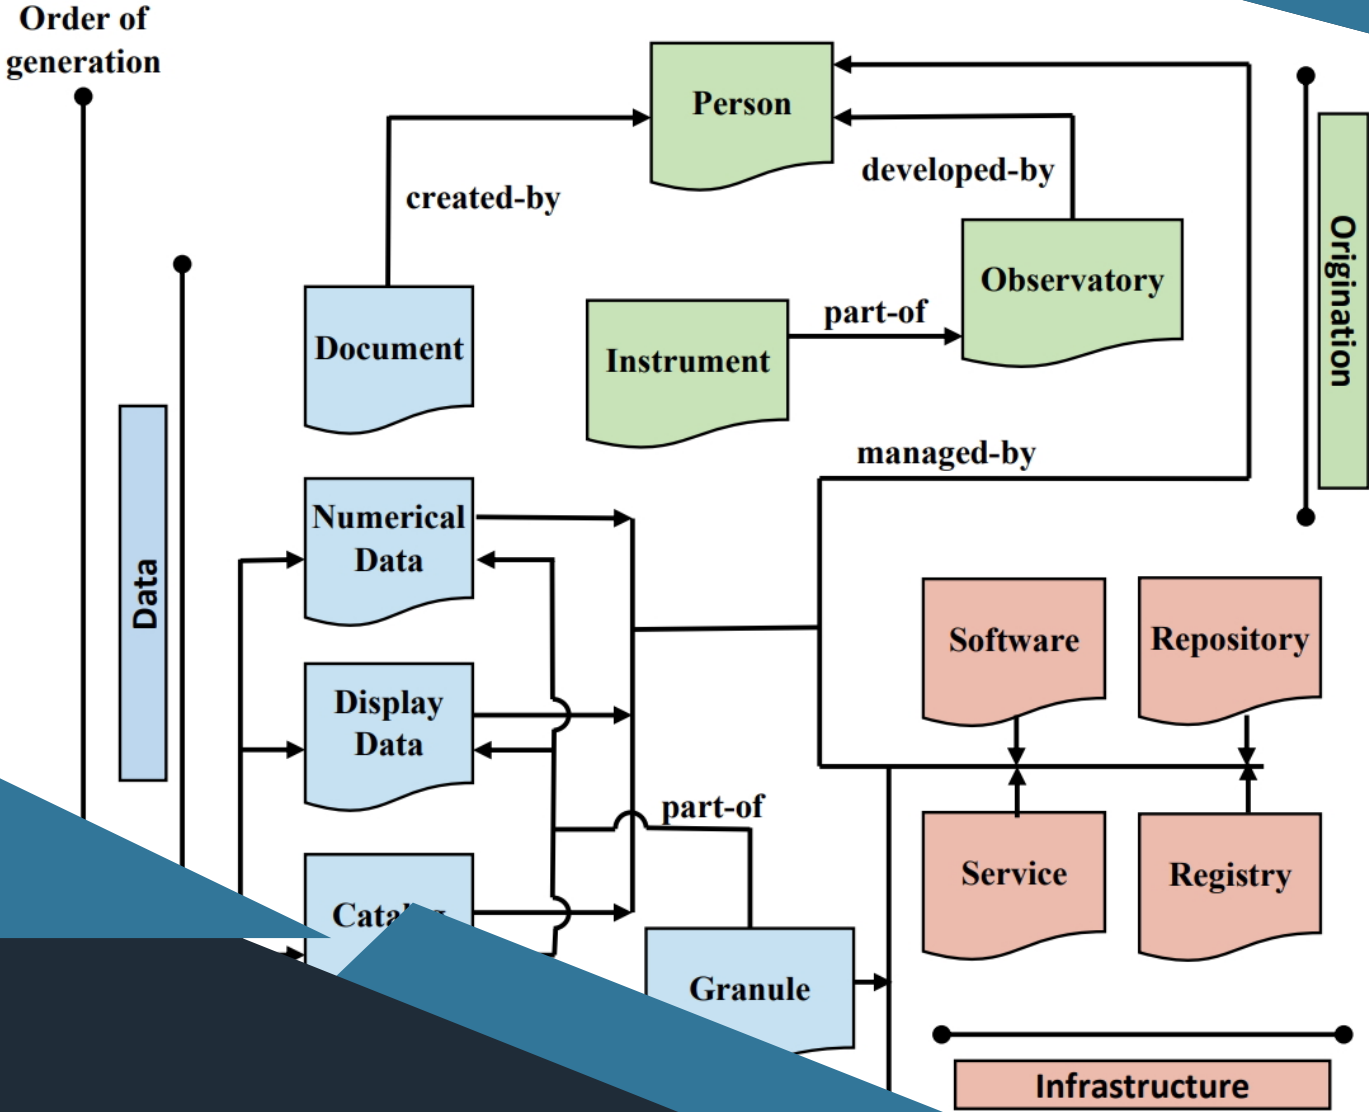 Order of
generation
Person
created-by
developed-by
Observatory
Origination
Document
Instrument
part-of
managed-by
Numerical
Data
Data
Software
Repository
Display
Data
part-of
Service
Registry
Granule
Infrastructure